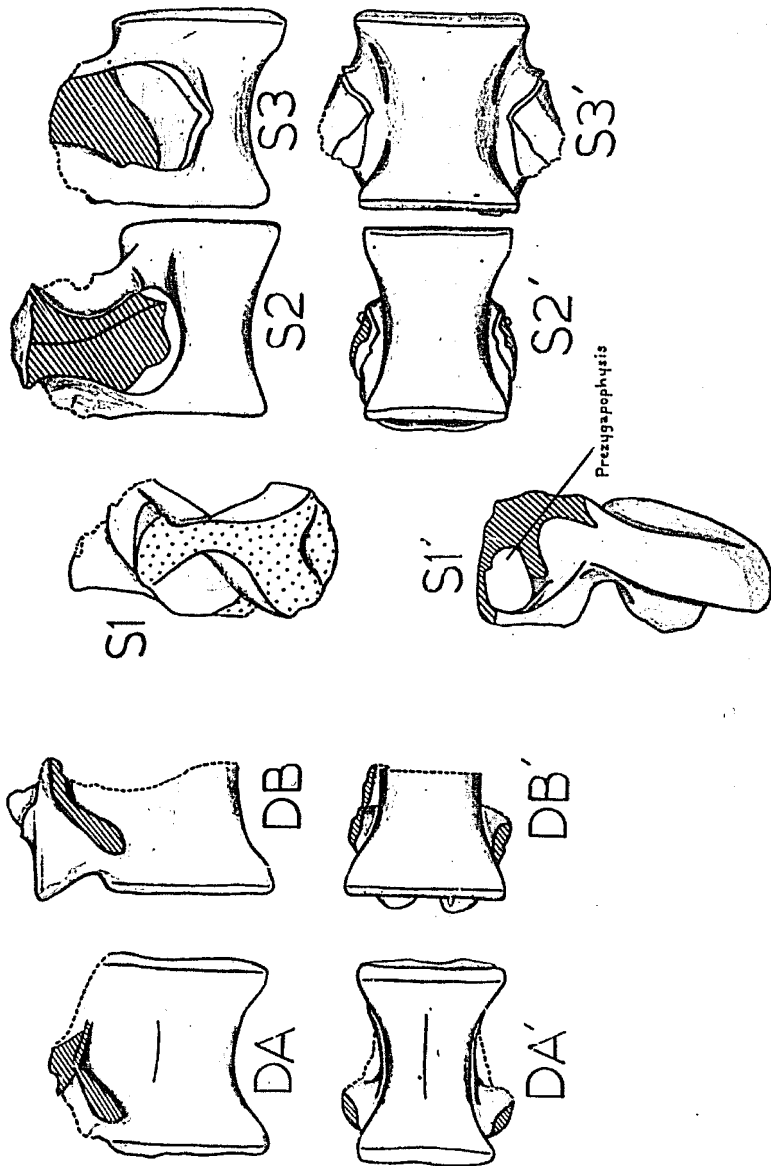 DA
DB
S1
S2
S3
DA′
DB′
S1′
Prezygapophysis
S2′
S3′